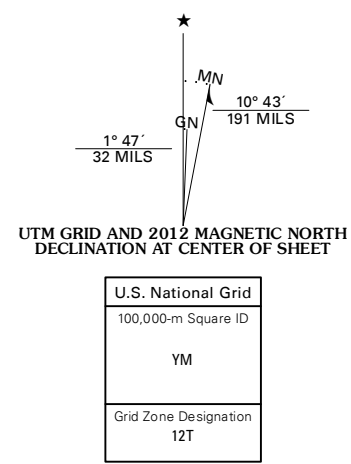 ★
MN
GN
10° 43´
191 MILS
1° 47´
32 MILS
UTM GRID AND 2012 MAGNETIC NORTH
DECLINATION AT CENTER OF SHEET
U.S. National Grid
100,000-m Square ID
YM
Grid Zone Designation
12T